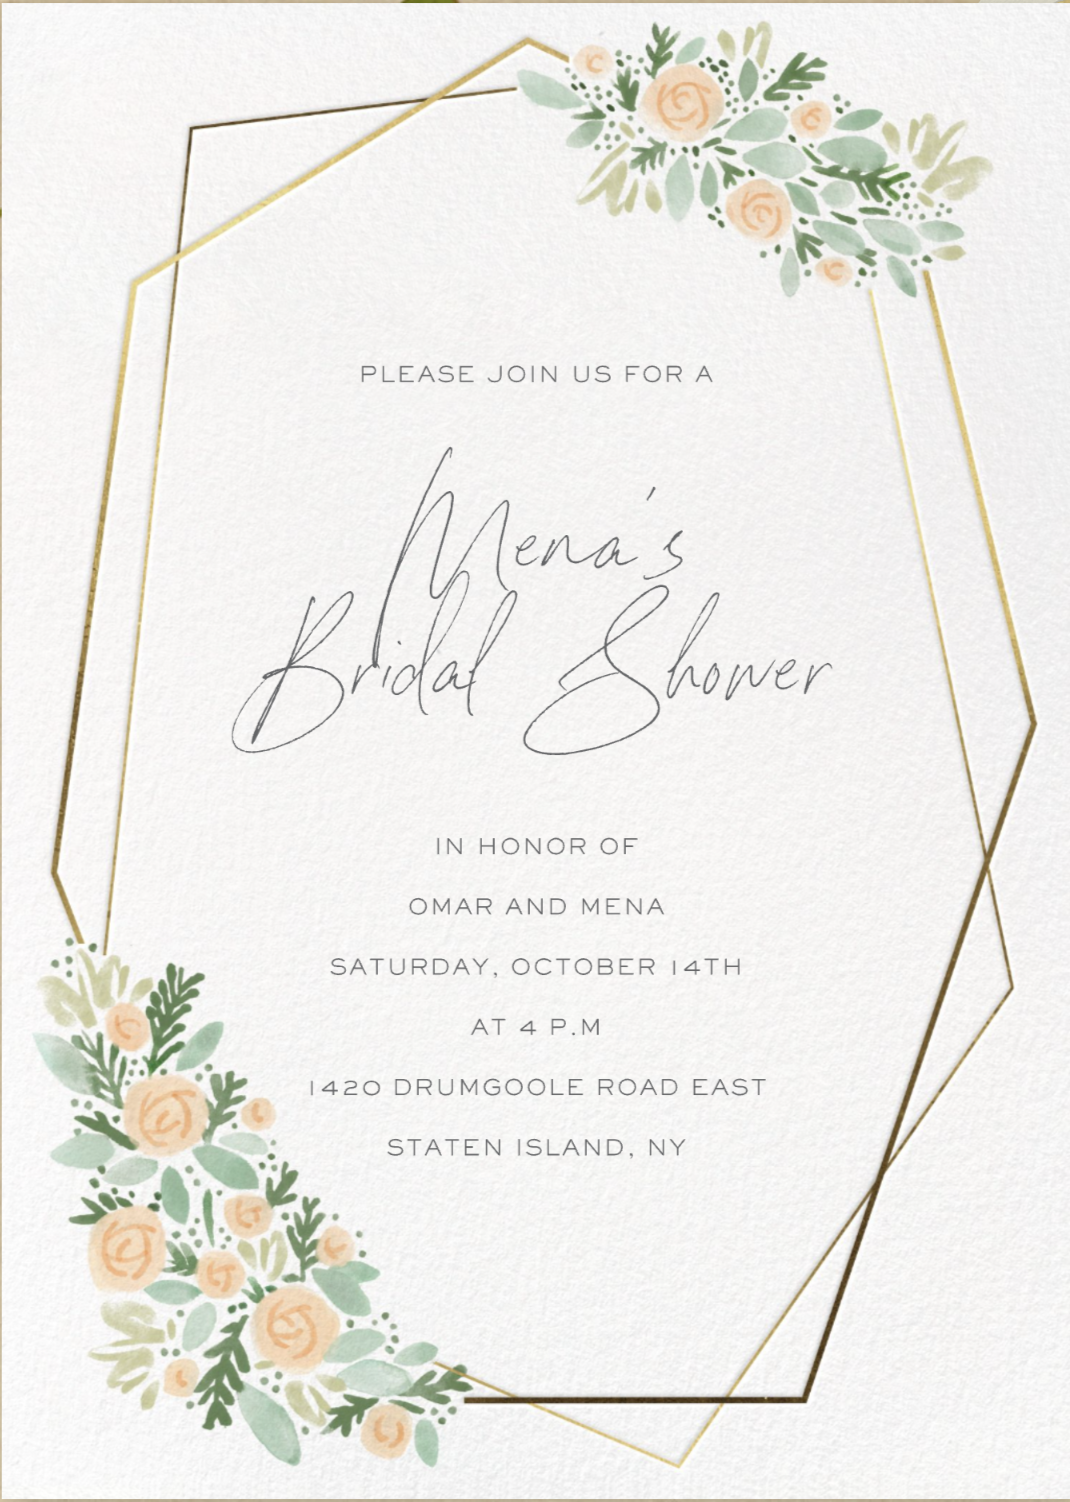 PLEASE JOIN US FOR A
Mena's
Bridal Shower
IN HONOR OF
OMAR AND MENA
SATURDAY, OCTOBER 14TH
AT 4 P.M
1420 DRUMGOOLE ROAD EAST
STATEN ISLAND, NY